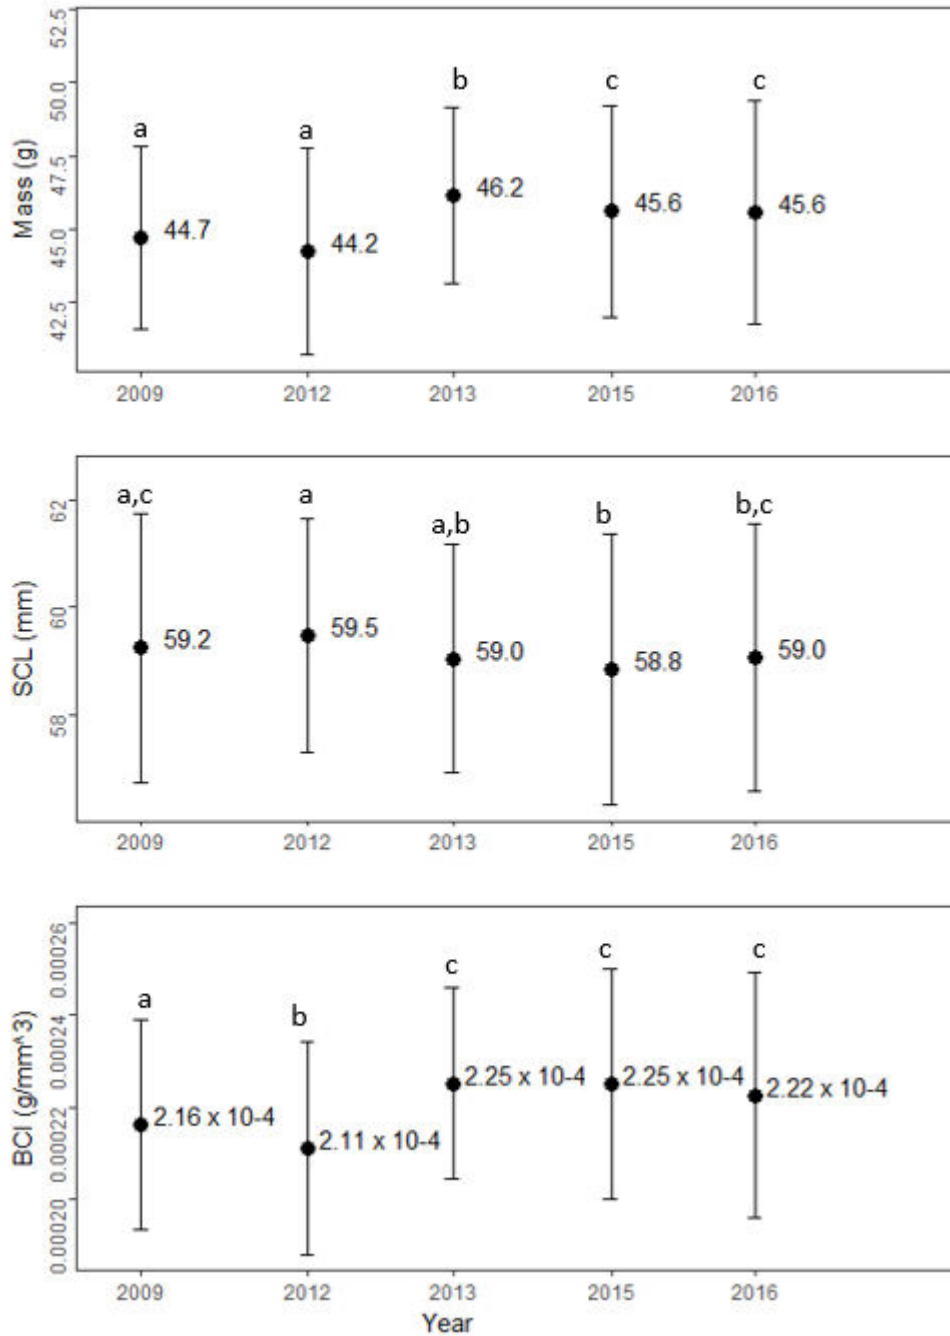 Mass (g)
52.5
50.0
47.5
45.0
42.5
a
a
b
c
c
44.7
44.2
46.2
45.6
45.6
2009
2012
2013
2015
2016
SCL (mm)
62
60
58
a,c
a
a,b
b
b,c
59.2
59.5
59.0
58.8
59.0
2009
2012
2013
2015
2016
BCI (g/mm^3)
0.00026
0.00024
0.00022
0.00020
a
b
c
c
c
2.16 x 10-4
2.11 x 10-4
2.25 x 10-4
2.25 x 10-4
2.22 x 10-4
2009
2012
2013
2015
2016
Year